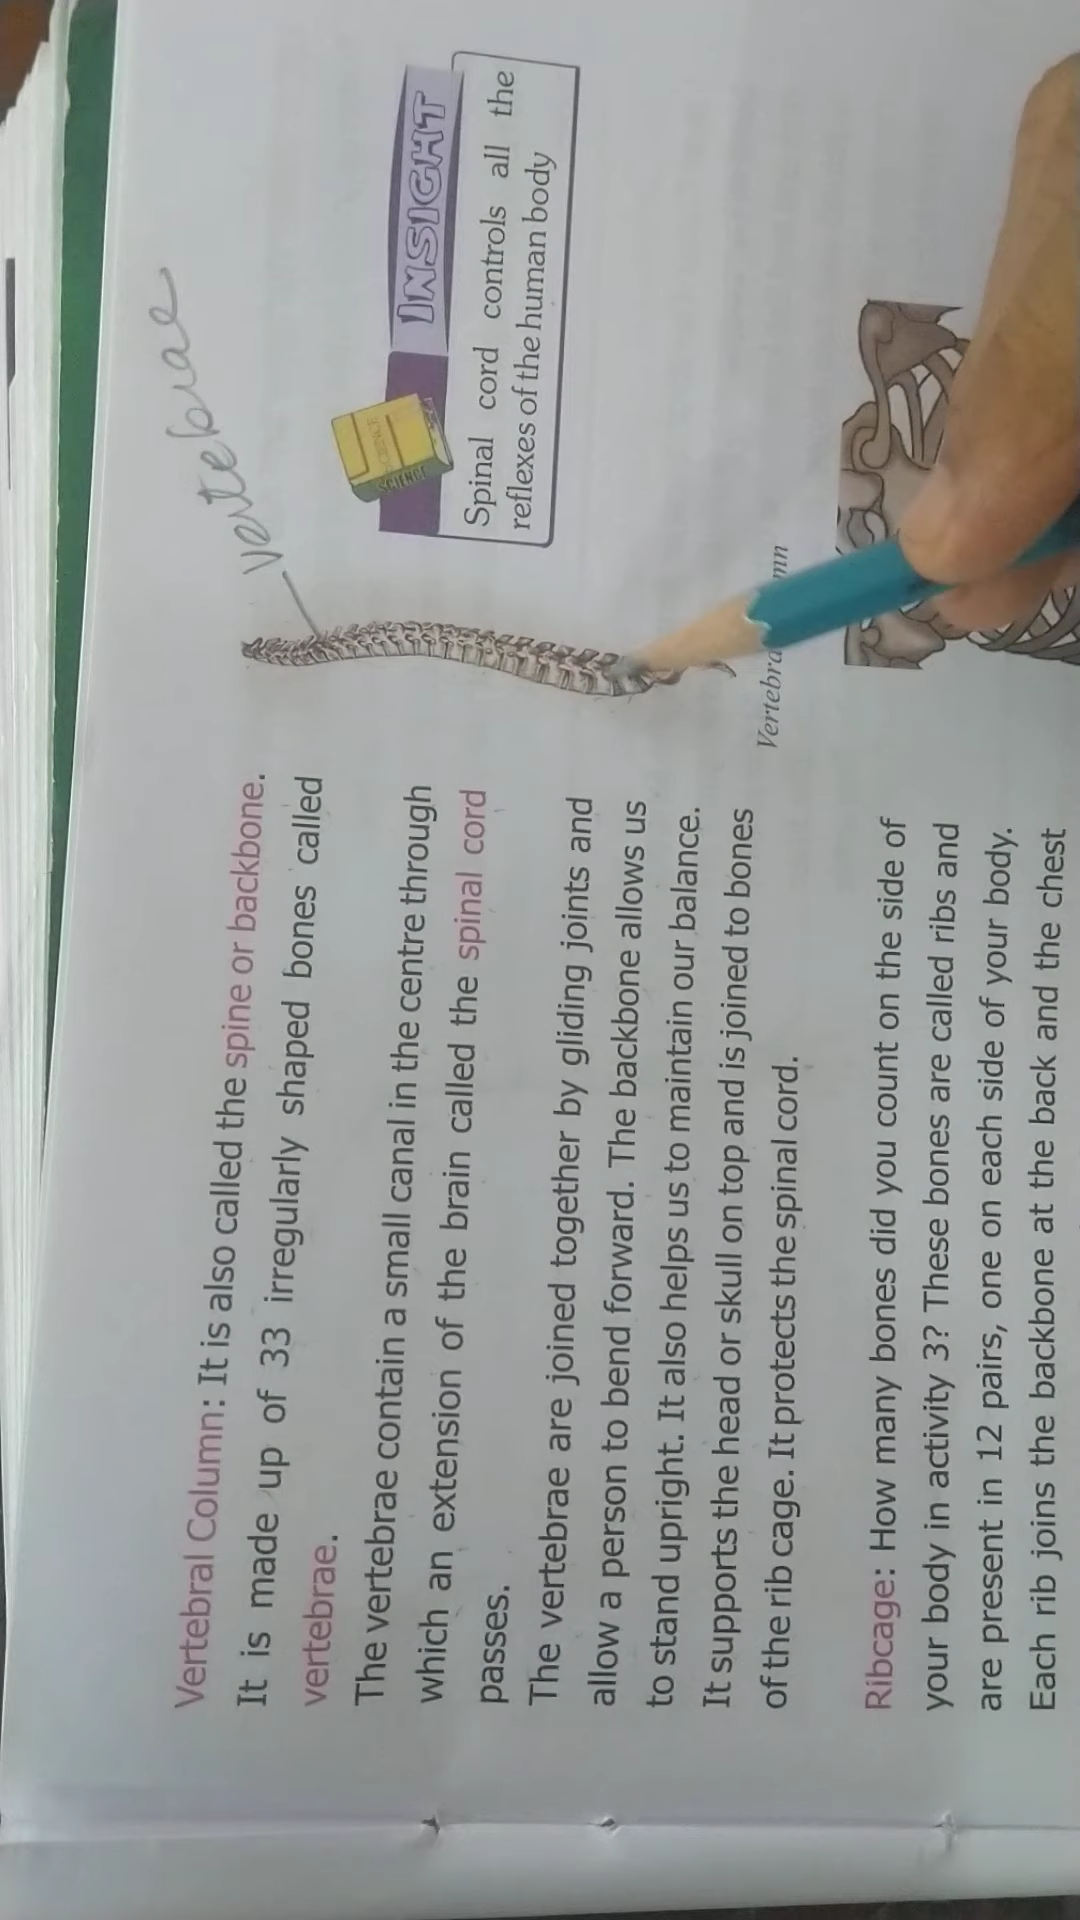 vertebrae
Vertebral Column: It is also called the spine or backbone.
It is made up of 33 irregularly shaped bones called
vertebrae.
The vertebrae contain a small canal in the centre through
which an extension of the brain called the spinal cord
passes.
The vertebrae are joined together by gliding joints and
allow a person to bend forward. The backbone allows us
to stand upright. It also helps us to maintain our balance.
It supports the head or skull on top and is joined to bones
of the rib cage. It protects the spinal cord.
SCIENCE
SCIENCE
INSIGHT
Spinal cord controls all the
reflexes of the human body
Ribcage: How many bones did you count on the side of
your body in activity 3? These bones are called ribs and
are present in 12 pairs, one on each side of your body.
Each rib joins the backbone at the back and the chest